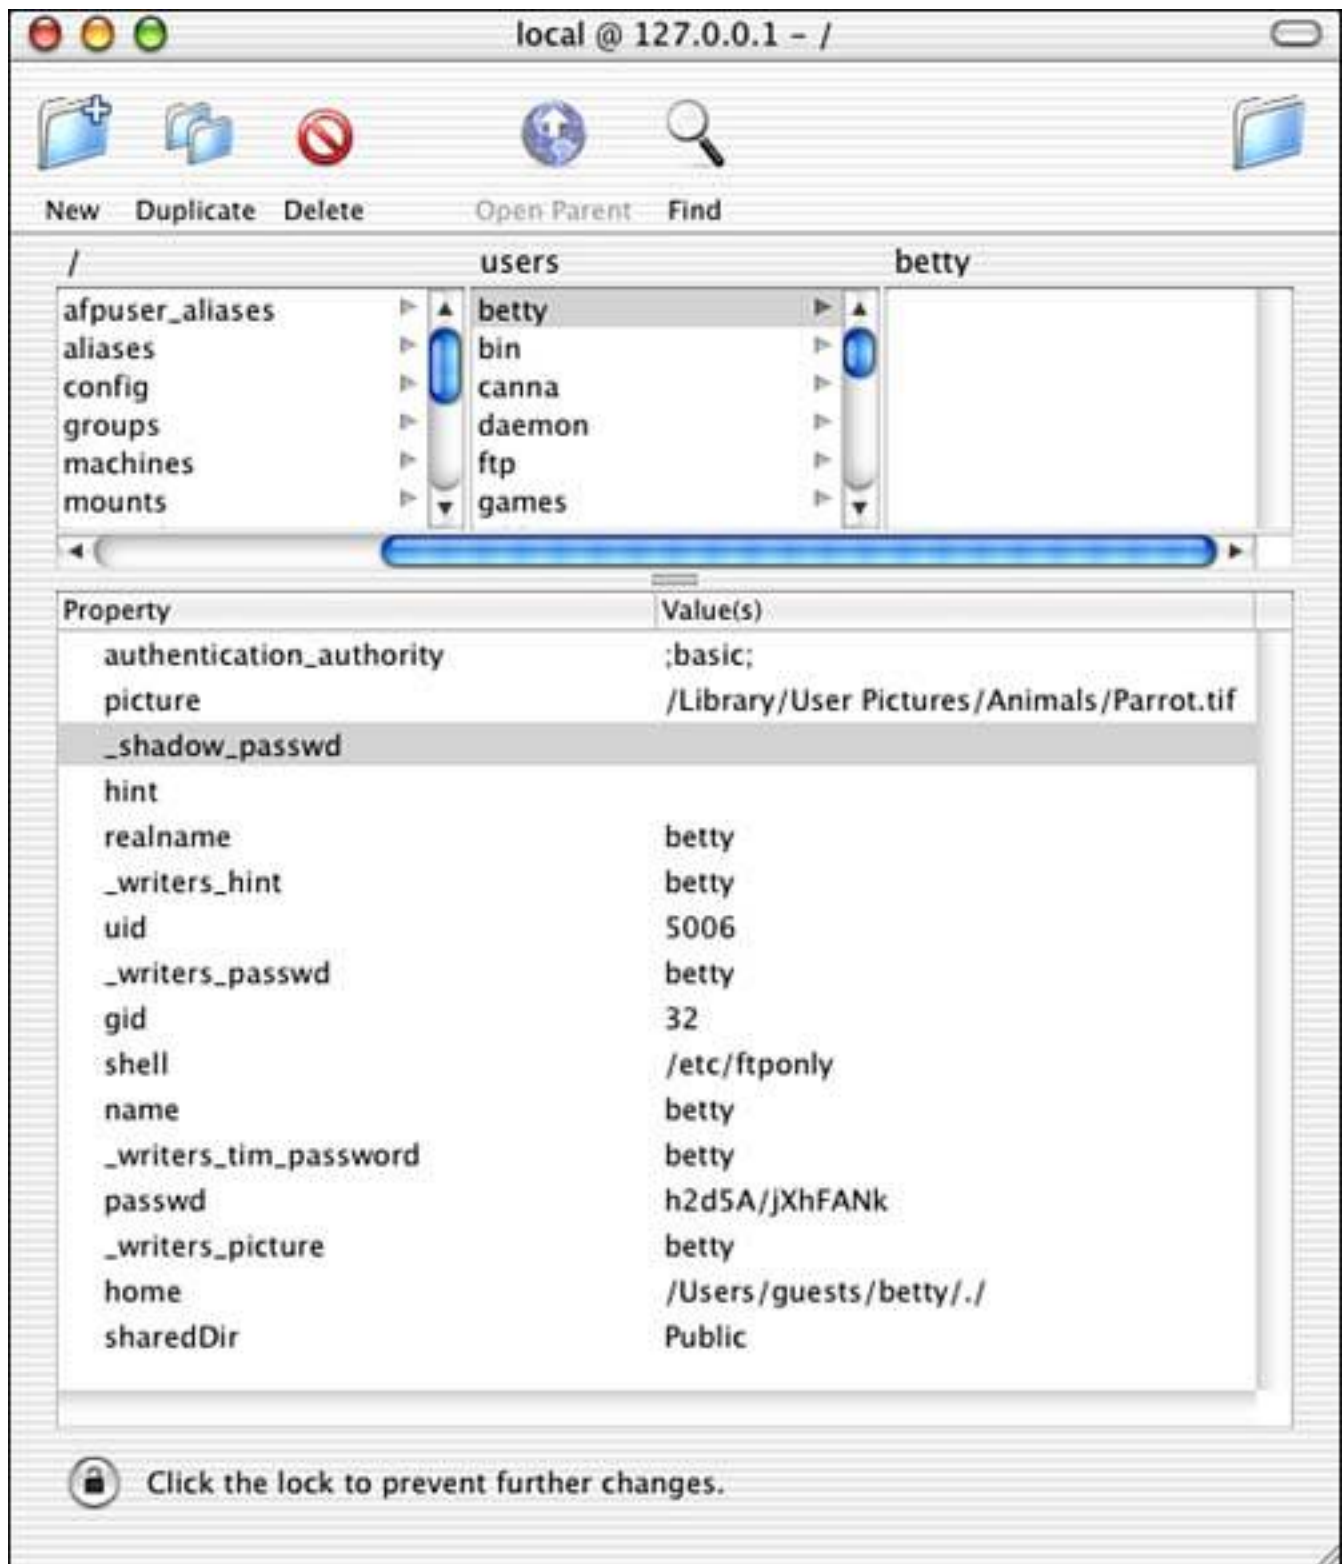 local @ 127.0.0.1 – /
New Duplicate Delete Open Parent Find
/ users betty
afpuser_aliases betty
aliases bin
config canna
groups daemon
machines ftp
mounts games
Property Value(s)
authentication_authority ;basic;
picture /Library/User Pictures/Animals/Parrot.tif
_shadow_passwd
hint
realname betty
_writers_hint betty
uid 5006
_writers_passwd betty
gid 32
shell /etc/ftponly
name betty
_writers_tim_password betty
passwd h2d5A/jXhFANk
_writers_picture betty
home /Users/guests/betty/./
sharedDir Public
Click the lock to prevent further changes.